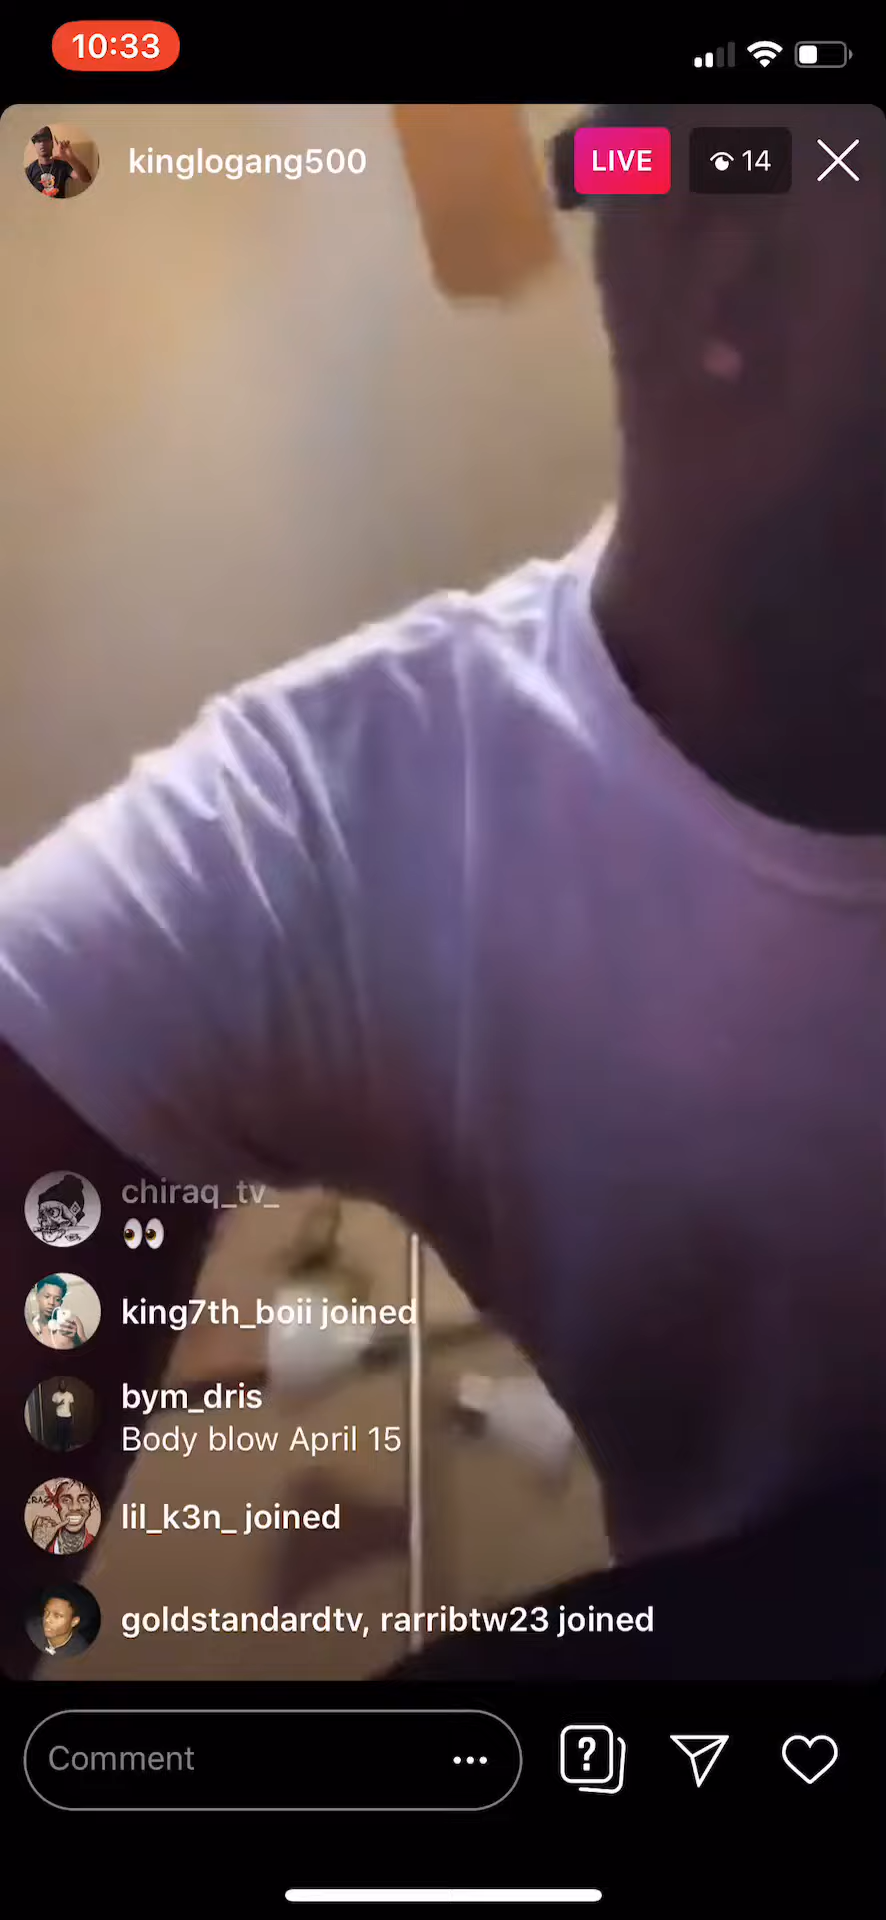 10:33
kinglogang500
LIVE
14
chiraq_tv_
👀
king7th_boii joined
bym_dris
Body blow April 15
lil_k3n_ joined
goldstandardtv, rarribtw23 joined
Comment